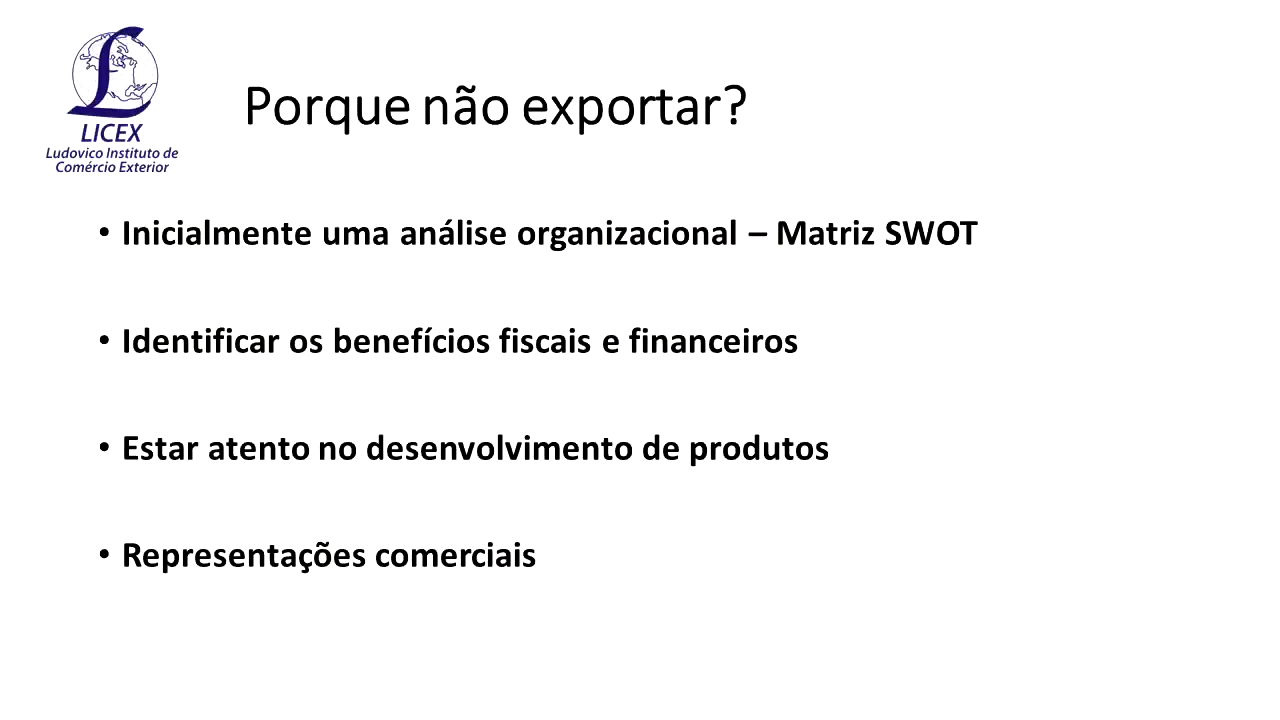 LICEX
Ludovico Instituto de
Comércio Exterior
Porque não exportar?
• Inicialmente uma análise organizacional – Matriz SWOT
• Identificar os benefícios fiscais e financeiros
• Estar atento no desenvolvimento de produtos
• Representações comerciais